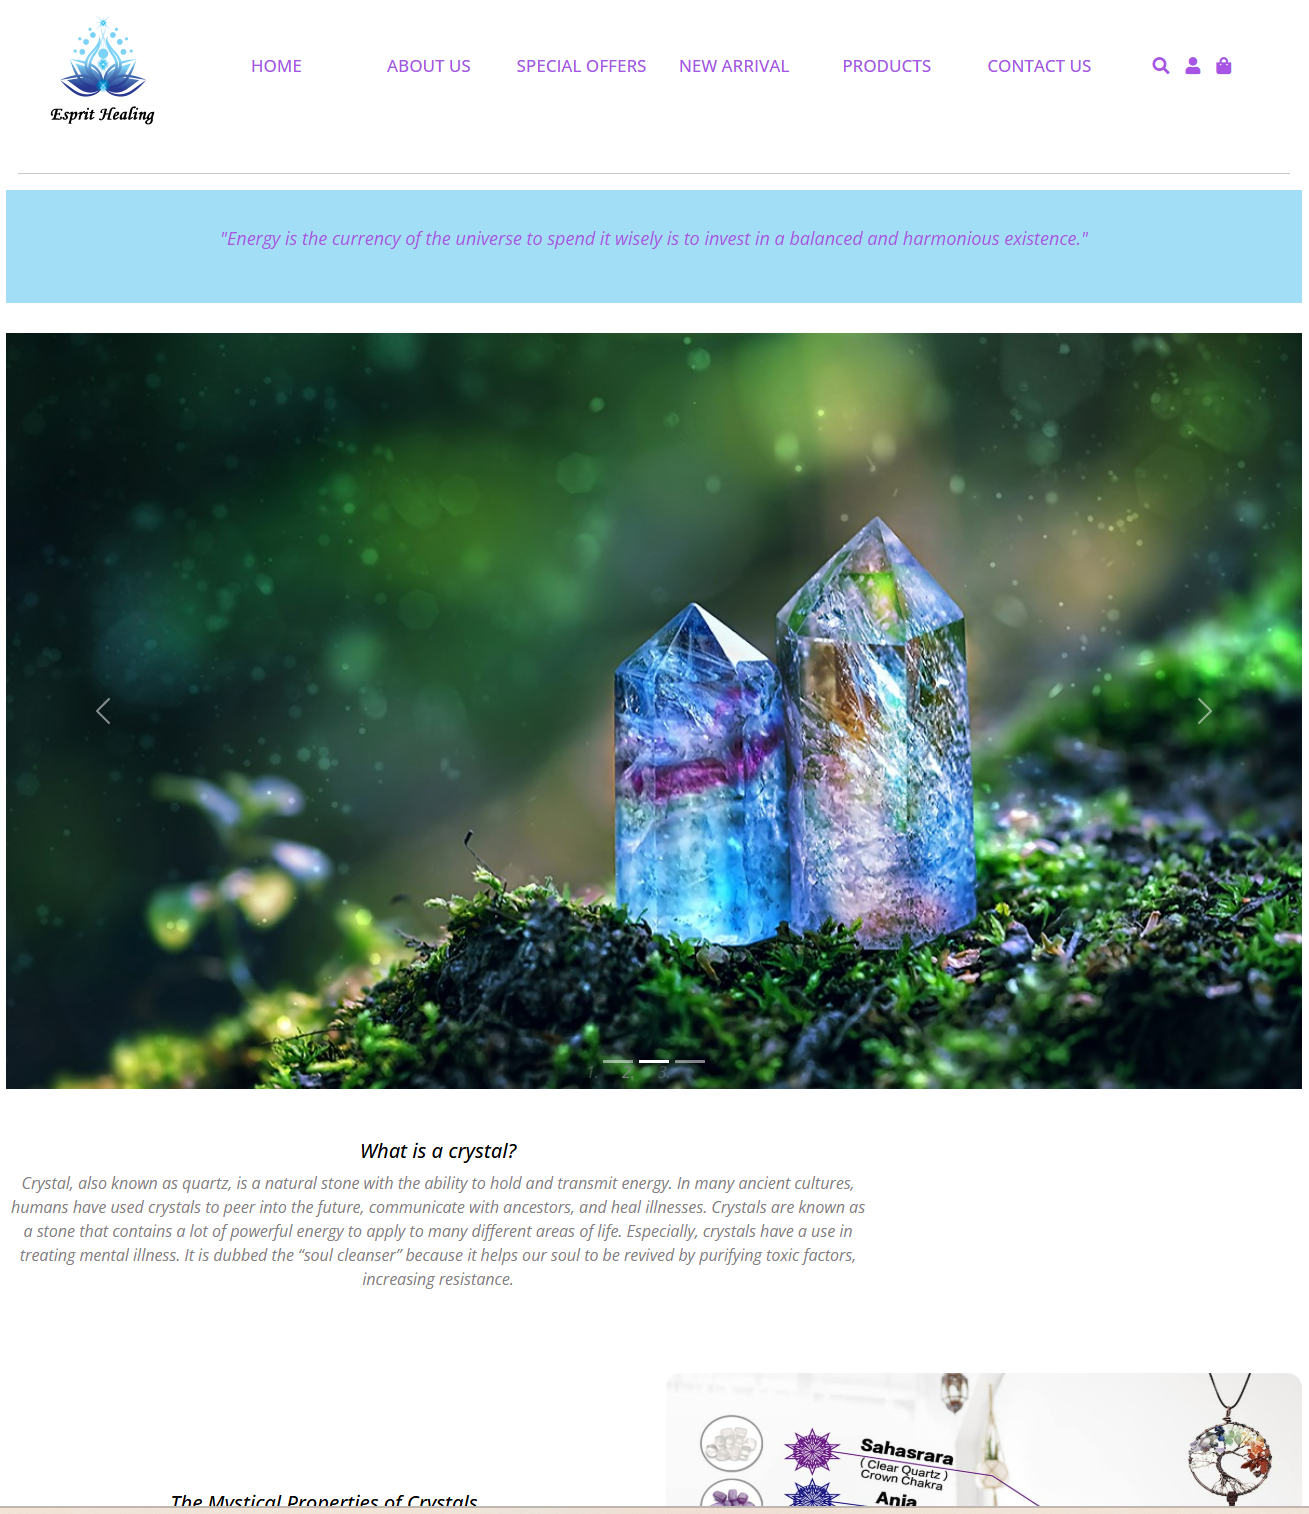 Esprit Healing
HOME
ABOUT US
SPECIAL OFFERS
NEW ARRIVAL
PRODUCTS
CONTACT US
"Energy is the currency of the universe to spend it wisely is to invest in a balanced and harmonious existence."
1. 2. 3.
What is a crystal?
Crystal, also known as quartz, is a natural stone with the ability to hold and transmit energy. In many ancient cultures,
humans have used crystals to peer into the future, communicate with ancestors, and heal illnesses. Crystals are known as
a stone that contains a lot of powerful energy to apply to many different areas of life. Especially, crystals have a use in
treating mental illness. It is dubbed the “soul cleanser” because it helps our soul to be revived by purifying toxic factors,
increasing resistance.
The Mystical Properties of Crystals
Sahasrara
( Clear Quartz )
Crown Chakra
Anja